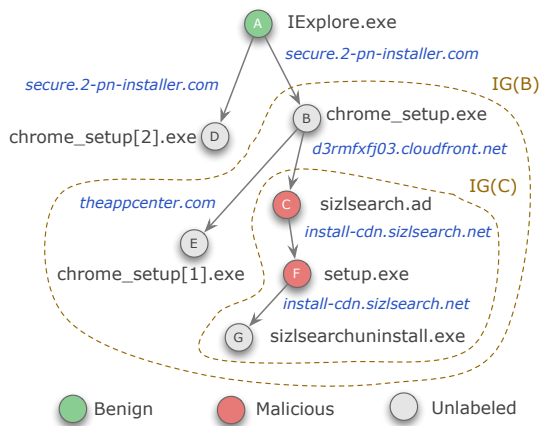 A
IExplore.exe
secure.2-pn-installer.com
secure.2-pn-installer.com
IG(B)
chrome_setup[2].exe
D
B
chrome_setup.exe
d3rmfxfj03.cloudfront.net
IG(C)
theappcenter.com
C
sizlsearch.ad
install-cdn.sizlsearch.net
E
chrome_setup[1].exe
F
setup.exe
install-cdn.sizlsearch.net
G
sizlsearchuninstall.exe
Benign
Malicious
Unlabeled